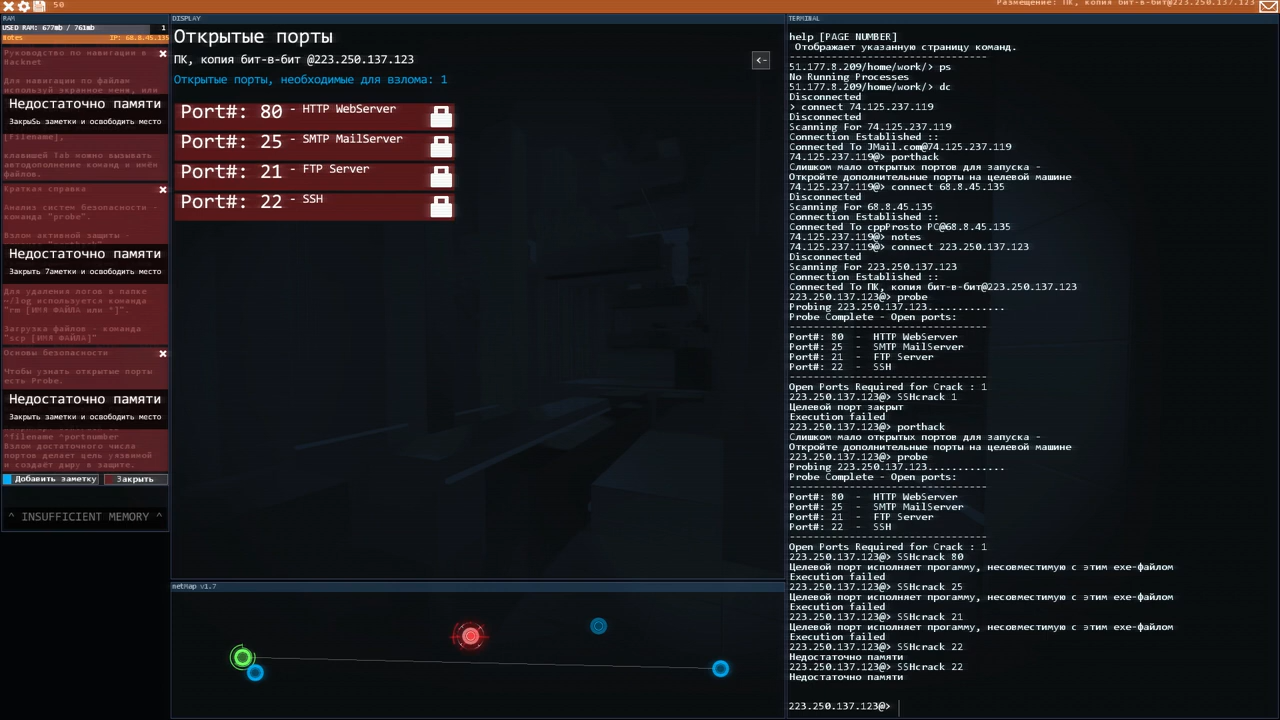 50
Размещение: ПК, копия бит-в-бит@223.250.137.123
RAM
USED RAM: 677mb / 761mb 1
Notes IP: 68.8.45.135
Руководство по навигации в
Hacknet
Для навигации по файлам
используй экранное меню, или
Недостаточно памяти
Закрыть заметки и освободить место
[filename],
клавишей Tab можно вызывать
автодополнение команд и имён
файлов.
Краткая справка
Анализ систем безопасности -
команда "probe".
Взлом активной защиты -
Недостаточно памяти
Закрыть заметки и освободить место
Для удаления логов в папке
~/log используется команда
"rm [ИМЯ ФАЙЛА или *]".
Загрузка файлов - команда
"scp [ИМЯ ФАЙЛА]"
Основы безопасности
Чтобы узнать открытые порты
есть Probe.
Недостаточно памяти
Закрыть заметки и освободить место
^filename ^portnumber
Взлом достаточного числа
портов делает цель уязвимой
и создаёт дыру в защите.
Добавить заметку Закрыть
^ INSUFFICIENT MEMORY ^
DISPLAY
Открытые порты
ПК, копия бит-в-бит @223.250.137.123
<-
Открытые порты, необходимые для взлома: 1
Port#: 80 - HTTP WebServer
Port#: 25 - SMTP MailServer
Port#: 21 - FTP Server
Port#: 22 - SSH
netMap v1.7
TERMINAL
help [PAGE NUMBER]
Отображает указанную страницу команд.
---------------------------------
51.177.8.209/home/work/> ps
No Running Processes
51.177.8.209/home/work/> dc
Disconnected
> connect 74.125.237.119
Disconnected
Scanning For 74.125.237.119
Connection Established ::
Connected To JMail.com@74.125.237.119
74.125.237.119@> porthack
Слишком мало открытых портов для запуска -
Откройте дополнительные порты на целевой машине
74.125.237.119@> connect 68.8.45.135
Disconnected
Scanning For 68.8.45.135
Connection Established ::
Connected To cppProsto PC@68.8.45.135
74.125.237.119@> notes
74.125.237.119@> connect 223.250.137.123
Disconnected
Scanning For 223.250.137.123
Connection Established ::
Connected To ПК, копия бит-в-бит@223.250.137.123
223.250.137.123@> probe
Probing 223.250.137.123.............
Probe Complete - Open ports:
---------------------------------
Port#: 80 - HTTP WebServer
Port#: 25 - SMTP MailServer
Port#: 21 - FTP Server
Port#: 22 - SSH
---------------------------------
Open Ports Required for Crack : 1
223.250.137.123@> SSHcrack 1
Целевой порт закрыт
Execution failed
223.250.137.123@> porthack
Слишком мало открытых портов для запуска -
Откройте дополнительные порты на целевой машине
223.250.137.123@> probe
Probing 223.250.137.123.............
Probe Complete - Open ports:
---------------------------------
Port#: 80 - HTTP WebServer
Port#: 25 - SMTP MailServer
Port#: 21 - FTP Server
Port#: 22 - SSH
---------------------------------
Open Ports Required for Crack : 1
223.250.137.123@> SSHcrack 80
Целевой порт исполняет прогамму, несовместимую с этим exe-файлом
Execution failed
223.250.137.123@> SSHcrack 25
Целевой порт исполняет прогамму, несовместимую с этим exe-файлом
Execution failed
223.250.137.123@> SSHcrack 21
Целевой порт исполняет прогамму, несовместимую с этим exe-файлом
Execution failed
223.250.137.123@> SSHcrack 22
Недостаточно памяти
223.250.137.123@> SSHcrack 22
Недостаточно памяти
223.250.137.123@>